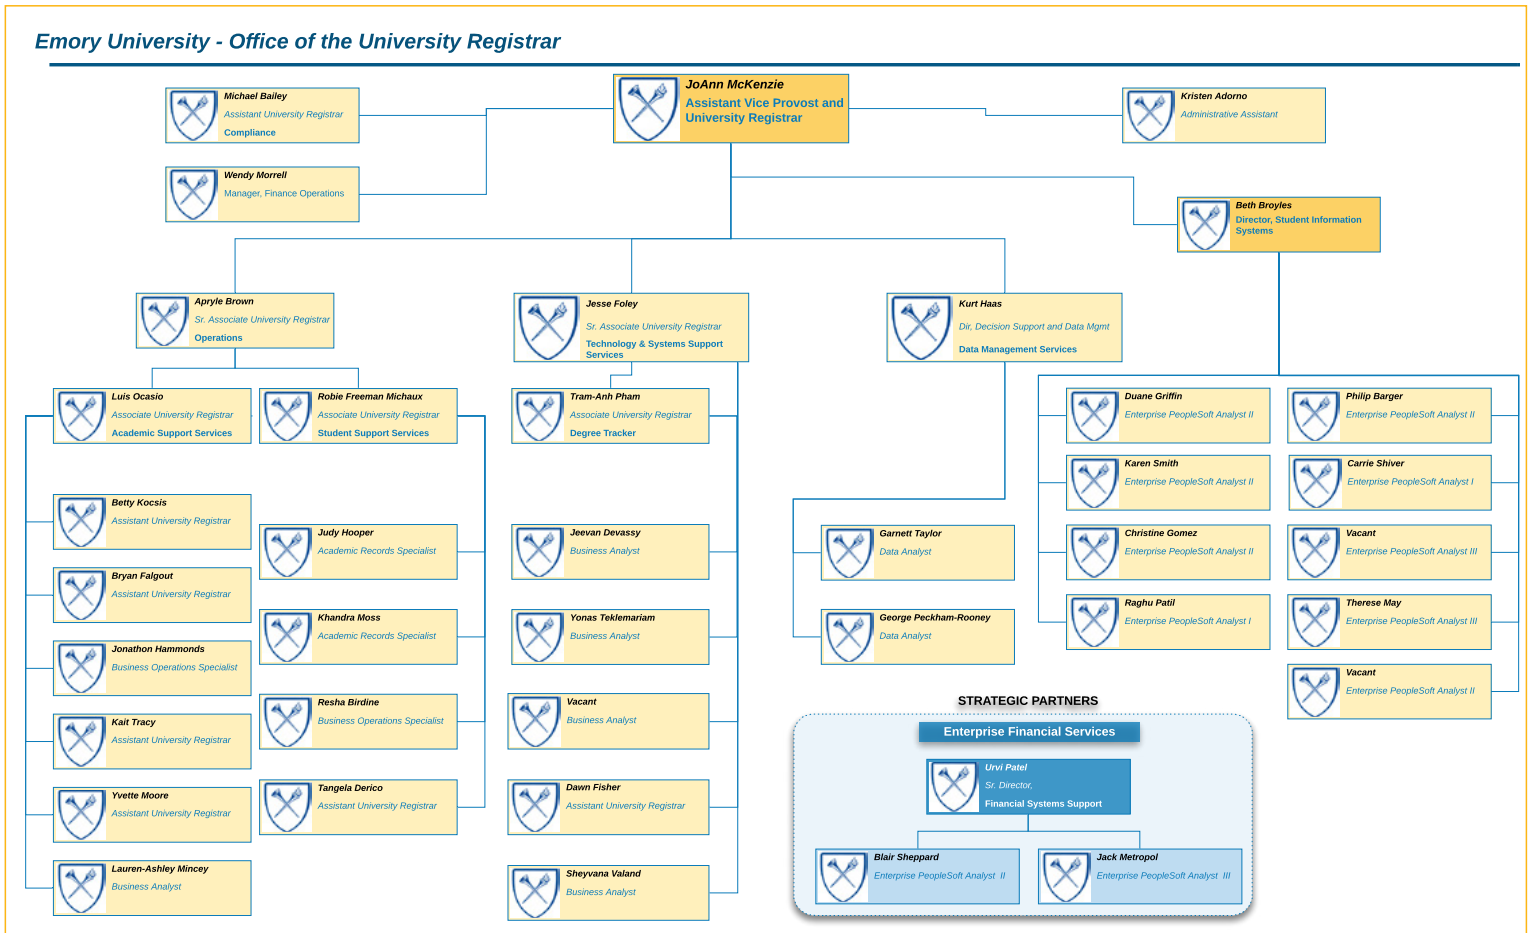 Emory University - Office of the University Registrar
JoAnn McKenzie
Assistant Vice Provost and
University Registrar
Michael Bailey
Assistant University Registrar
Compliance
Kristen Adorno
Administrative Assistant
Wendy Morrell
Manager, Finance Operations
Beth Broyles
Director, Student Information
Systems
Apryle Brown
Sr. Associate University Registrar
Operations
Jesse Foley
Sr. Associate University Registrar
Technology & Systems Support
Services
Kurt Haas
Dir, Decision Support and Data Mgmt
Data Management Services
Luis Ocasio
Associate University Registrar
Academic Support Services
Robie Freeman Michaux
Associate University Registrar
Student Support Services
Tram-Anh Pham
Associate University Registrar
Degree Tracker
Duane Griffin
Enterprise PeopleSoft Analyst II
Philip Barger
Enterprise PeopleSoft Analyst II
Karen Smith
Enterprise PeopleSoft Analyst II
Carrie Shiver
Enterprise PeopleSoft Analyst I
Betty Kocsis
Assistant University Registrar
Judy Hooper
Academic Records Specialist
Jeevan Devassy
Business Analyst
Garnett Taylor
Data Analyst
Christine Gomez
Enterprise PeopleSoft Analyst II
Vacant
Enterprise PeopleSoft Analyst III
Bryan Falgout
Assistant University Registrar
Khandra Moss
Academic Records Specialist
Yonas Teklemariam
Business Analyst
George Peckham-Rooney
Data Analyst
Raghu Patil
Enterprise PeopleSoft Analyst I
Therese May
Enterprise PeopleSoft Analyst III
Jonathon Hammonds
Business Operations Specialist
Resha Birdine
Business Operations Specialist
Vacant
Business Analyst
Vacant
Enterprise PeopleSoft Analyst II
Kait Tracy
Assistant University Registrar
Tangela Derico
Assistant University Registrar
Dawn Fisher
Assistant University Registrar
Yvette Moore
Assistant University Registrar
Lauren-Ashley Mincey
Business Analyst
Sheyvana Valand
Business Analyst
STRATEGIC PARTNERS
Enterprise Financial Services
Urvi Patel
Sr. Director,
Financial Systems Support
Blair Sheppard
Enterprise PeopleSoft Analyst II
Jack Metropol
Enterprise PeopleSoft Analyst III